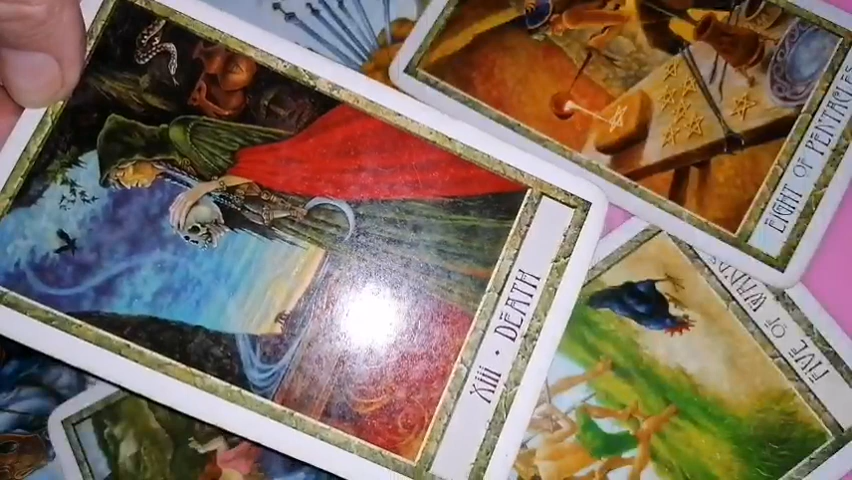 XIII · DEATH
EIGHT OF PENTACLES
FIVE OF WANDS